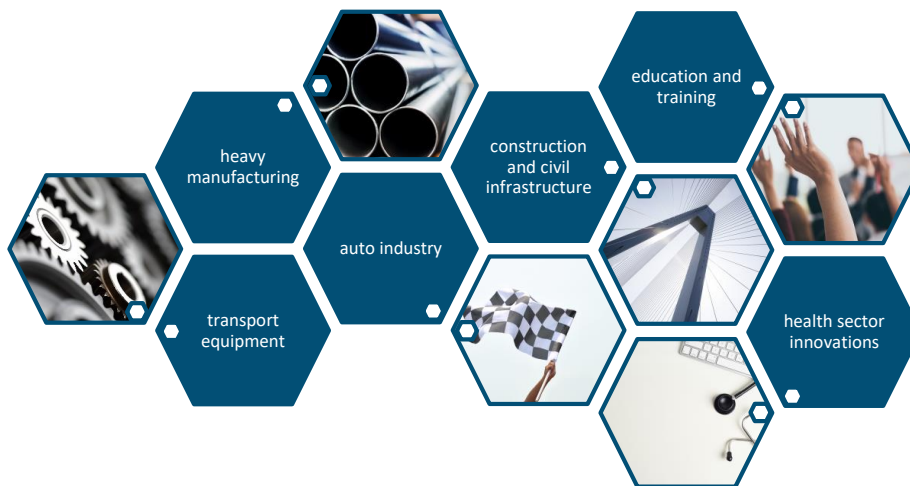 education and
training
heavy
manufacturing
construction
and civil
infrastructure
auto industry
transport
equipment
health sector
innovations